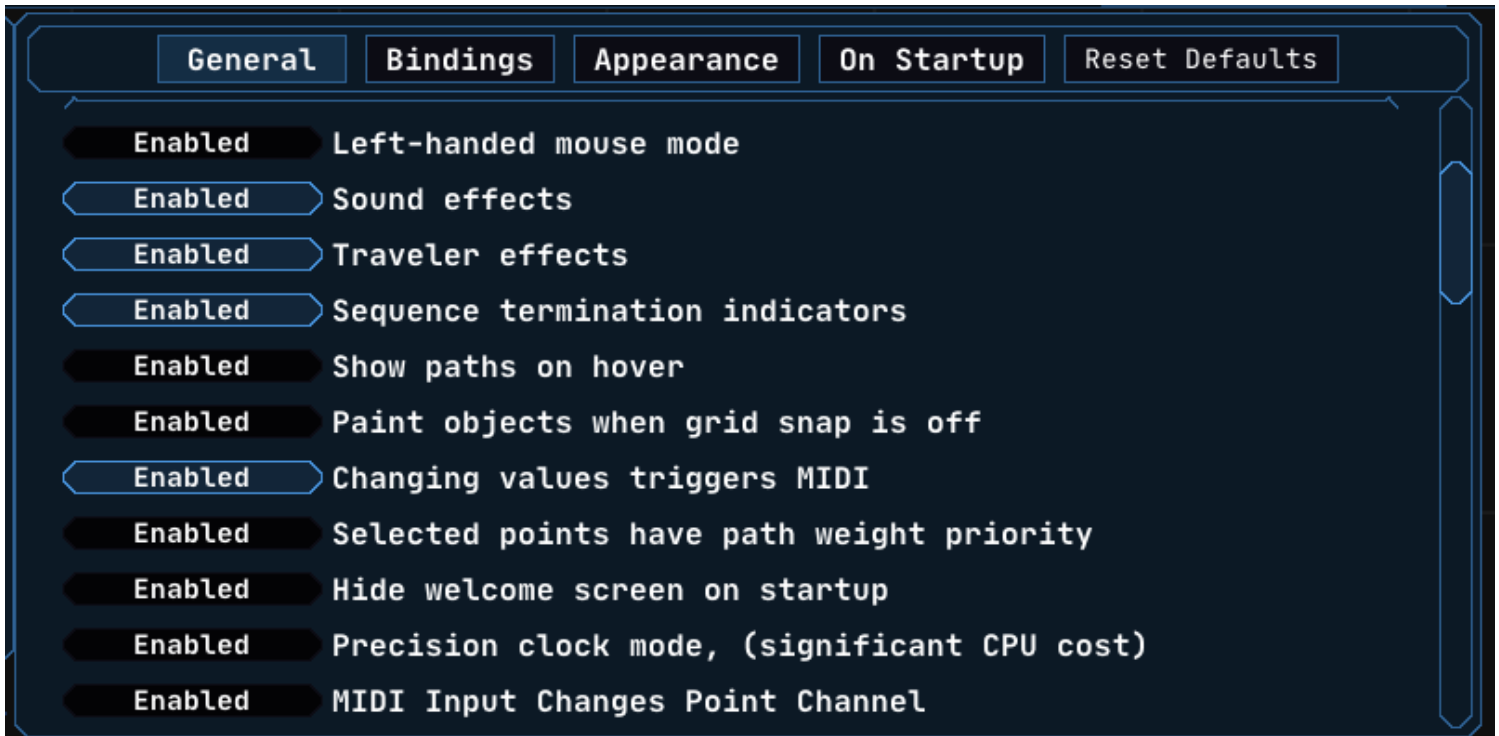 General Bindings Appearance On Startup Reset Defaults
Enabled Left-handed mouse mode
Enabled Sound effects
Enabled Traveler effects
Enabled Sequence termination indicators
Enabled Show paths on hover
Enabled Paint objects when grid snap is off
Enabled Changing values triggers MIDI
Enabled Selected points have path weight priority
Enabled Hide welcome screen on startup
Enabled Precision clock mode, (significant CPU cost)
Enabled MIDI Input Changes Point Channel